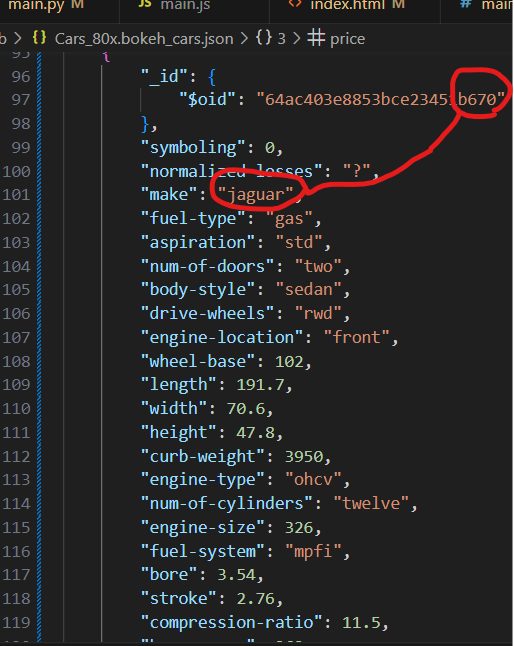 main.py M
JS main.js
<> index.html M
# main
b > {} Cars_80x.bokeh_cars.json > {} 3 > # price
95 {
96 "_id": {
97 "$oid": "64ac403e8853bce23451b670"
98 },
99 "symboling": 0,
100 "normalized-losses": "?",
101 "make": "jaguar",
102 "fuel-type": "gas",
103 "aspiration": "std",
104 "num-of-doors": "two",
105 "body-style": "sedan",
106 "drive-wheels": "rwd",
107 "engine-location": "front",
108 "wheel-base": 102,
109 "length": 191.7,
110 "width": 70.6,
111 "height": 47.8,
112 "curb-weight": 3950,
113 "engine-type": "ohcv",
114 "num-of-cylinders": "twelve",
115 "engine-size": 326,
116 "fuel-system": "mpfi",
117 "bore": 3.54,
118 "stroke": 2.76,
119 "compression-ratio": 11.5,